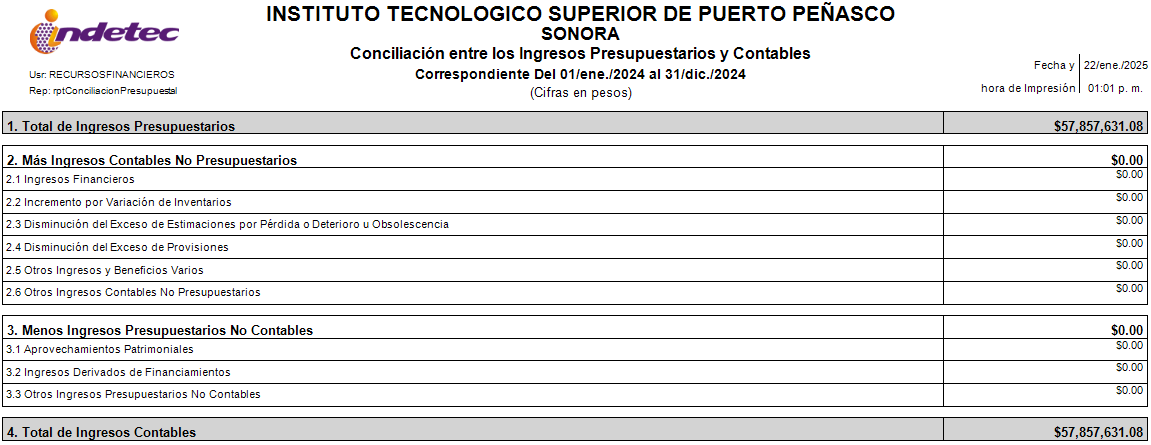 INSTITUTO TECNOLOGICO SUPERIOR DE PUERTO PEÑASCO
SONORA
indetec
Conciliación entre los Ingresos Presupuestarios y Contables
Correspondiente Del 01/ene./2024 al 31/dic./2024
(Cifras en pesos)
Usr: RECURSOSFINANCIEROS
Rep: rptConciliacionPresupuestal
Fecha y 22/ene./2025
hora de Impresión 01:01 p. m.
1. Total de Ingresos Presupuestarios $57,857,631.08
2. Más Ingresos Contables No Presupuestarios $0.00
2.1 Ingresos Financieros $0.00
2.2 Incremento por Variación de Inventarios $0.00
2.3 Disminución del Exceso de Estimaciones por Pérdida o Deterioro u Obsolescencia $0.00
2.4 Disminución del Exceso de Provisiones $0.00
2.5 Otros Ingresos y Beneficios Varios $0.00
2.6 Otros Ingresos Contables No Presupuestarios $0.00
3. Menos Ingresos Presupuestarios No Contables $0.00
3.1 Aprovechamientos Patrimoniales $0.00
3.2 Ingresos Derivados de Financiamientos $0.00
3.3 Otros Ingresos Presupuestarios No Contables $0.00
4. Total de Ingresos Contables $57,857,631.08